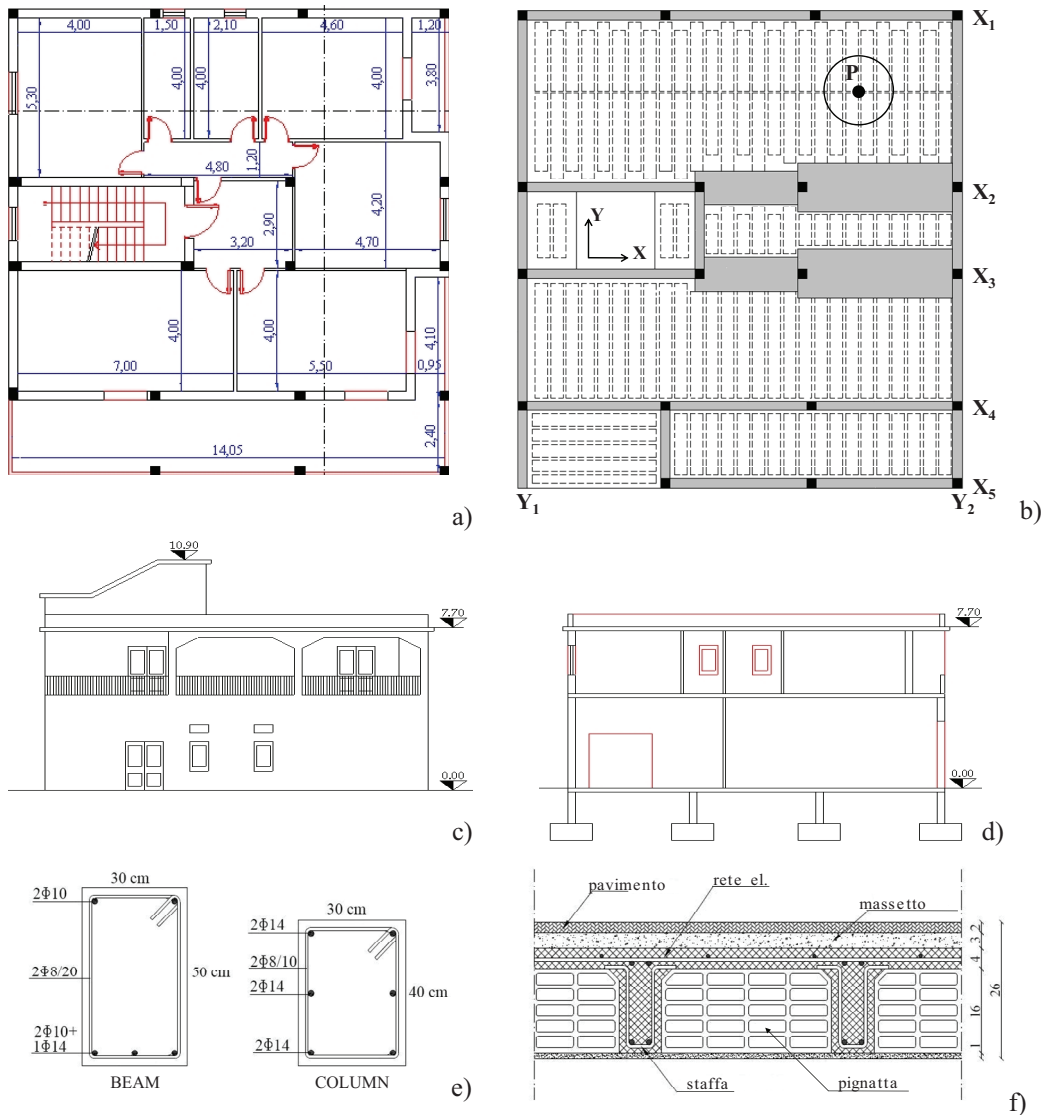 4,00
1,50
2,10
4,60
1,20
5,30
4,00
4,00
4,00
3,80
4,80
1,20
2,90
4,20
3,20
4,70
4,00
4,00
4,10
7,00
5,50
0,95
2,40
14,05
a)
X1
P
X2
Y
X
X3
X4
X5
Y1
Y2
b)
10.90
7.70
0.00
c)
7.70
0.00
d)
30 cm
2Φ10
2Φ8/20
50 cm
2Φ10+
1Φ14
BEAM
30 cm
2Φ14
2Φ8/10
2Φ14
40 cm
2Φ14
COLUMN
e)
pavimento
rete el.
massetto
2
3
4
16
1
26
staffa
pignatta
f)